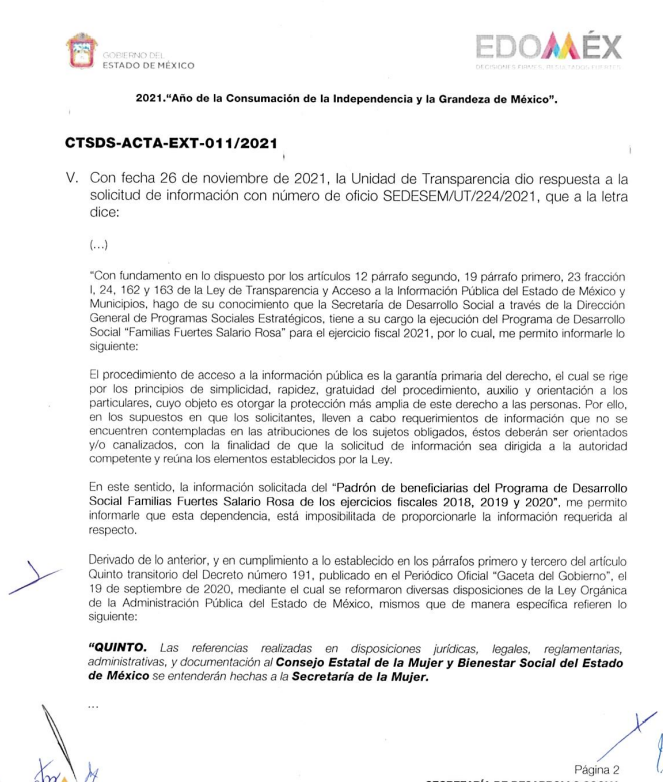 GOBIERNO DEL
ESTADO DE MÉXICO
EDOMÉX
DECISIONES FIRMES, RESULTADOS FUERTES.
2021.“Año de la Consumación de la Independencia y la Grandeza de México”.
CTSDS-ACTA-EXT-011/2021
V. Con fecha 26 de noviembre de 2021, la Unidad de Transparencia dio respuesta a la
solicitud de información con número de oficio SEDESEM/UT/224/2021, que a la letra
dice:
(...)
“Con fundamento en lo dispuesto por los artículos 12 párrafo segundo, 19 párrafo primero, 23 fracción
I, 24, 162 y 163 de la Ley de Transparencia y Acceso a la Información Pública del Estado de México y
Municipios, hago de su conocimiento que la Secretaría de Desarrollo Social a través de la Dirección
General de Programas Sociales Estratégicos, tiene a su cargo la ejecución del Programa de Desarrollo
Social “Familias Fuertes Salario Rosa” para el ejercicio fiscal 2021, por lo cual, me permito informarle lo
siguiente:
El procedimiento de acceso a la información pública es la garantía primaria del derecho, el cual se rige
por los principios de simplicidad, rapidez, gratuidad del procedimiento, auxilio y orientación a los
particulares, cuyo objeto es otorgar la protección más amplia de este derecho a las personas. Por ello,
en los supuestos en que los solicitantes, lleven a cabo requerimientos de información que no se
encuentren contempladas en las atribuciones de los sujetos obligados, éstos deberán ser orientados
y/o canalizados, con la finalidad de que la solicitud de información sea dirigida a la autoridad
competente y reúna los elementos establecidos por la Ley.
En este sentido, la información solicitada del “Padrón de beneficiarias del Programa de Desarrollo
Social Familias Fuertes Salario Rosa de los ejercicios fiscales 2018, 2019 y 2020”, me permito
informarle que esta dependencia, está imposibilitada de proporcionarle la información requerida al
respecto.
Derivado de lo anterior, y en cumplimiento a lo establecido en los párrafos primero y tercero del artículo
Quinto transitorio del Decreto número 191, publicado en el Periódico Oficial “Gaceta del Gobierno”, el
19 de septiembre de 2020, mediante el cual se reformaron diversas disposiciones de la Ley Orgánica
de la Administración Pública del Estado de México, mismos que de manera específica refieren lo
siguiente:
“QUINTO. Las referencias realizadas en disposiciones jurídicas, legales, reglamentarias,
administrativas, y documentación al Consejo Estatal de la Mujer y Bienestar Social del Estado
de México se entenderán hechas a la Secretaría de la Mujer.
...
Página 2